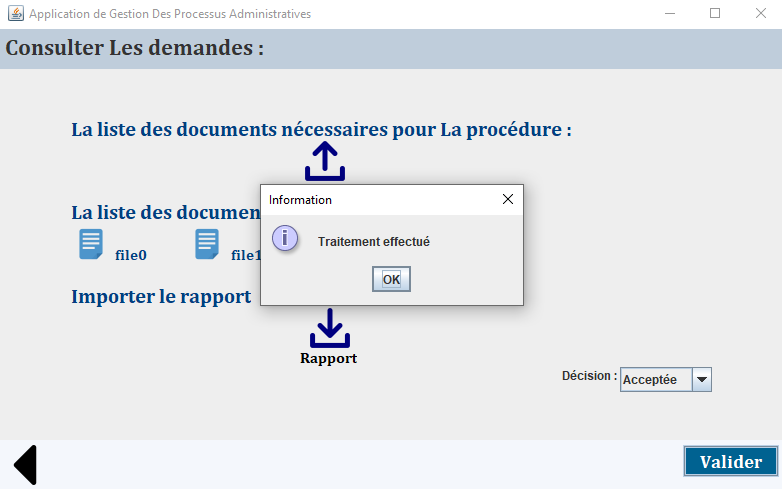 Application de Gestion Des Processus Administratives
Consulter Les demandes :
La liste des documents nécessaires pour La procédure :
Information
La liste des documen
Traitement effectué
file0
file1
OK
Importer le rapport
Rapport
Décision :
Acceptée
Valider